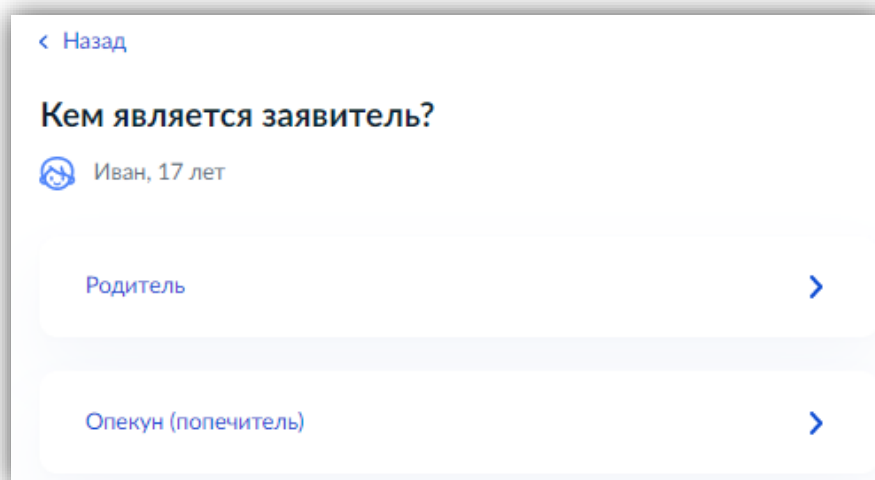 Назад
Кем является заявитель?
Иван, 17 лет
Родитель
Опекун (попечитель)